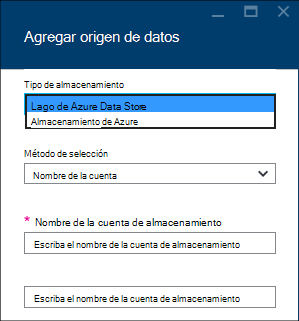 Agregar origen de datos
Tipo de almacenamiento
Lago de Azure Data Store
Almacenamiento de Azure
Método de selección
Nombre de la cuenta
* Nombre de la cuenta de almacenamiento
Escriba el nombre de la cuenta de almacenamiento
Escriba el nombre de la cuenta de almacenamiento